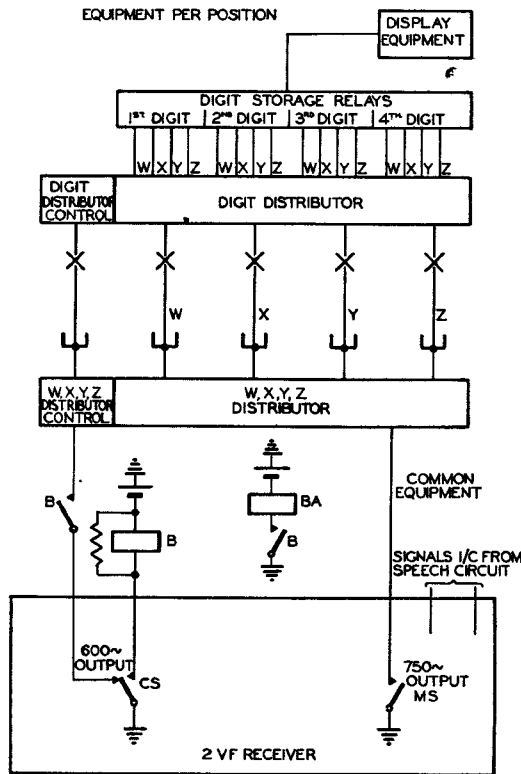 EQUIPMENT PER POSITION
DISPLAY
EQUIPMENT
DIGIT STORAGE RELAYS
1ST DIGIT 2ND DIGIT 3RD DIGIT 4TH DIGIT
W X Y Z W X Y Z W X Y Z W X Y Z
DIGIT
DISTRIBUTOR
CONTROL
DIGIT DISTRIBUTOR
W X Y Z
W,X,Y,Z
DISTRIBUTOR
CONTROL
W,X,Y,Z
DISTRIBUTOR
B
B
BA
B
COMMON
EQUIPMENT
SIGNALS I/C FROM
SPEECH CIRCUIT
600~
OUTPUT
CS
750~
OUTPUT
MS
2 VF RECEIVER